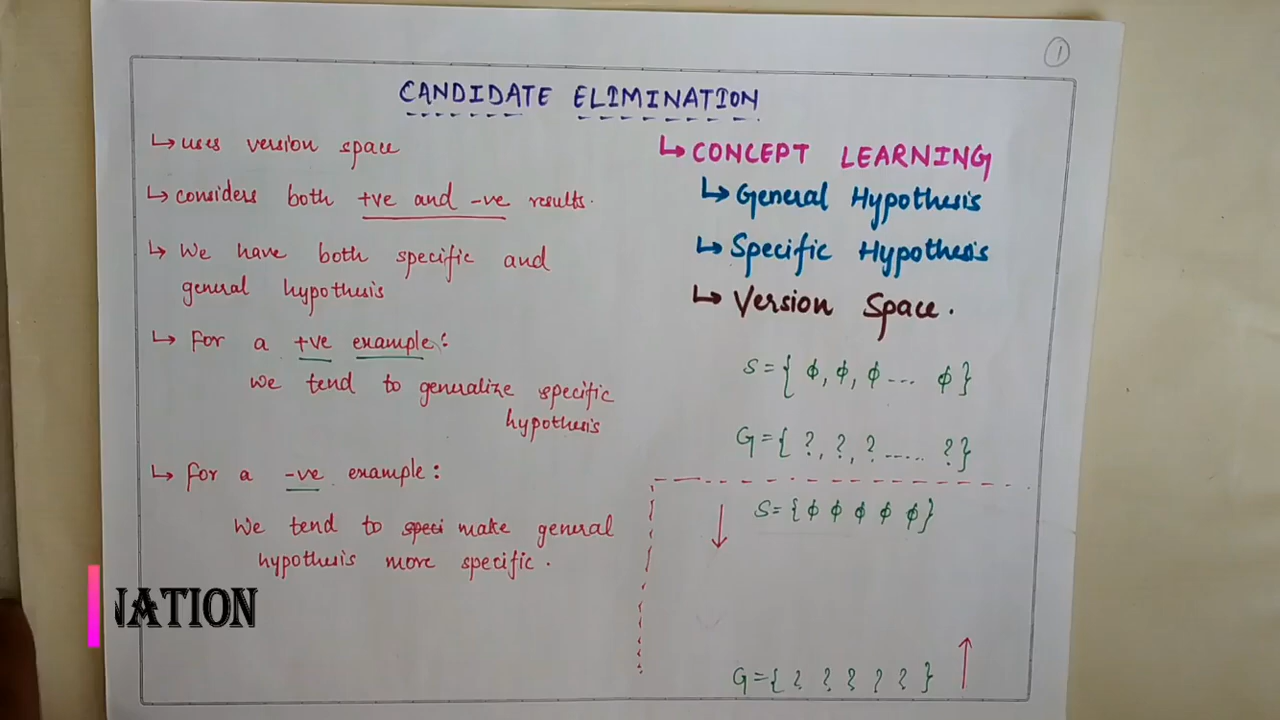 1
CANDIDATE ELIMINATION
↳ uses version space
↳ considers both +ve and -ve results.
↳ We have both specific and
general hypothesis
↳ For a +ve example:
We tend to generalize specific
hypothesis
↳ For a -ve example:
We tend to speci make general
hypothesis more specific.
NATION
↳ CONCEPT LEARNING
↳ General Hypothesis
↳ Specific Hypothesis
↳ Version Space.
S = { ϕ, ϕ, ϕ --- ϕ }
G = { ?, ?, ? ..... ? }
S = { ϕ ϕ ϕ ϕ ϕ }
G = { ? ? ? ? ? }